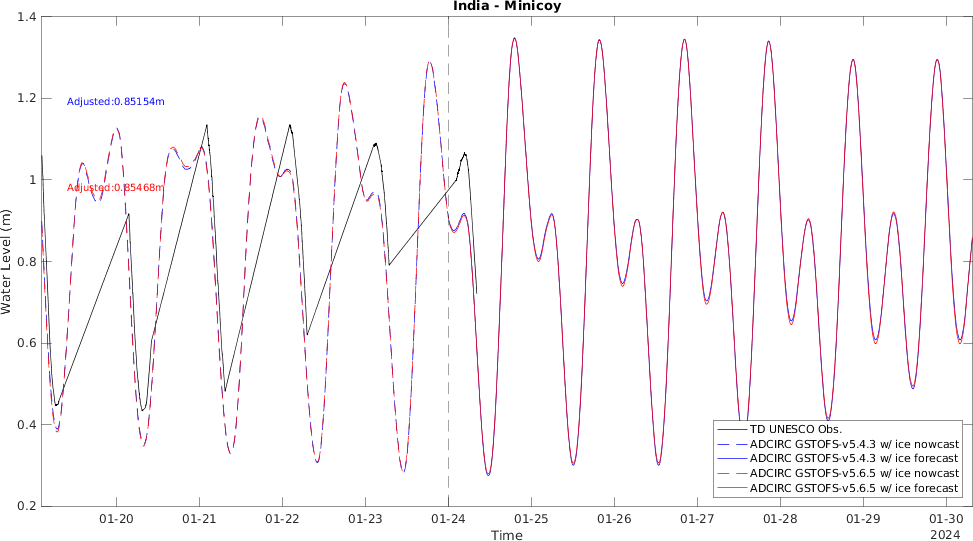 India - Minicoy
1.4
1.2
1
0.8
0.6
0.4
0.2
Water Level (m)
Adjusted:0.85154m
Adjusted:0.85468m
TD UNESCO Obs.
ADCIRC GSTOFS-v5.4.3 w/ ice nowcast
ADCIRC GSTOFS-v5.4.3 w/ ice forecast
ADCIRC GSTOFS-v5.6.5 w/ ice nowcast
ADCIRC GSTOFS-v5.6.5 w/ ice forecast
01-20 01-21 01-22 01-23 01-24 01-25 01-26 01-27 01-28 01-29 01-30
Time
2024